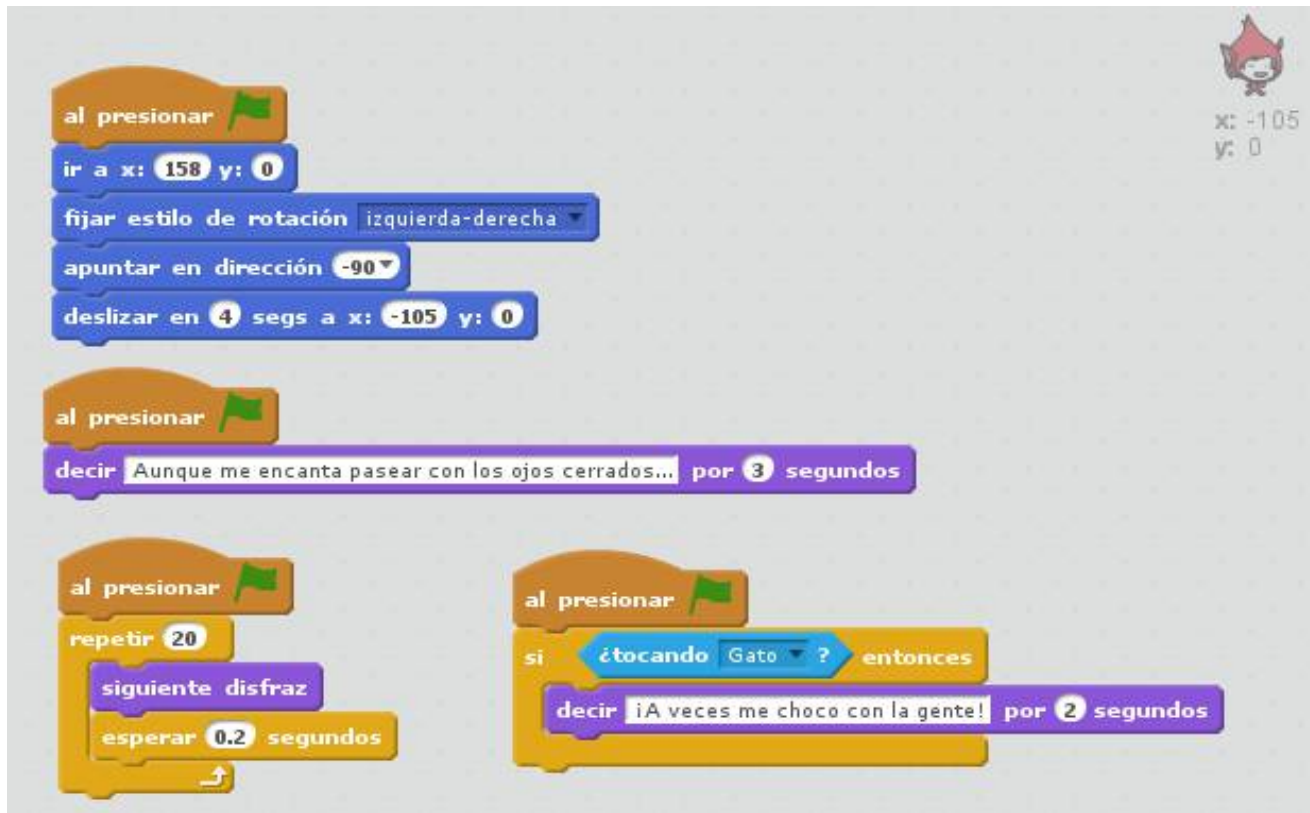 al presionar
ir a x: 158 y: 0
fijar estilo de rotación izquierda-derecha
apuntar en dirección -90
deslizar en 4 segs a x: -105 y: 0
x: -105
y: 0
al presionar
decir Aunque me encanta pasear con los ojos cerrados... por 3 segundos
al presionar
repetir 20
siguiente disfraz
esperar 0.2 segundos
al presionar
si ¿tocando Gato ? entonces
decir ¡A veces me choco con la gente! por 2 segundos